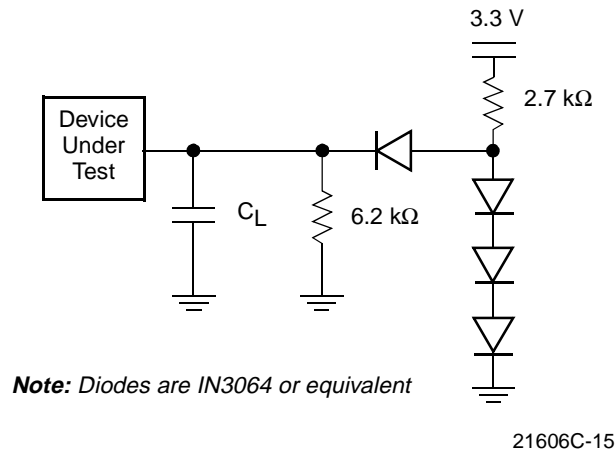 3.3 V
2.7 kΩ
Device
Under
Test
CL
6.2 kΩ
Note: Diodes are IN3064 or equivalent
21606C-15